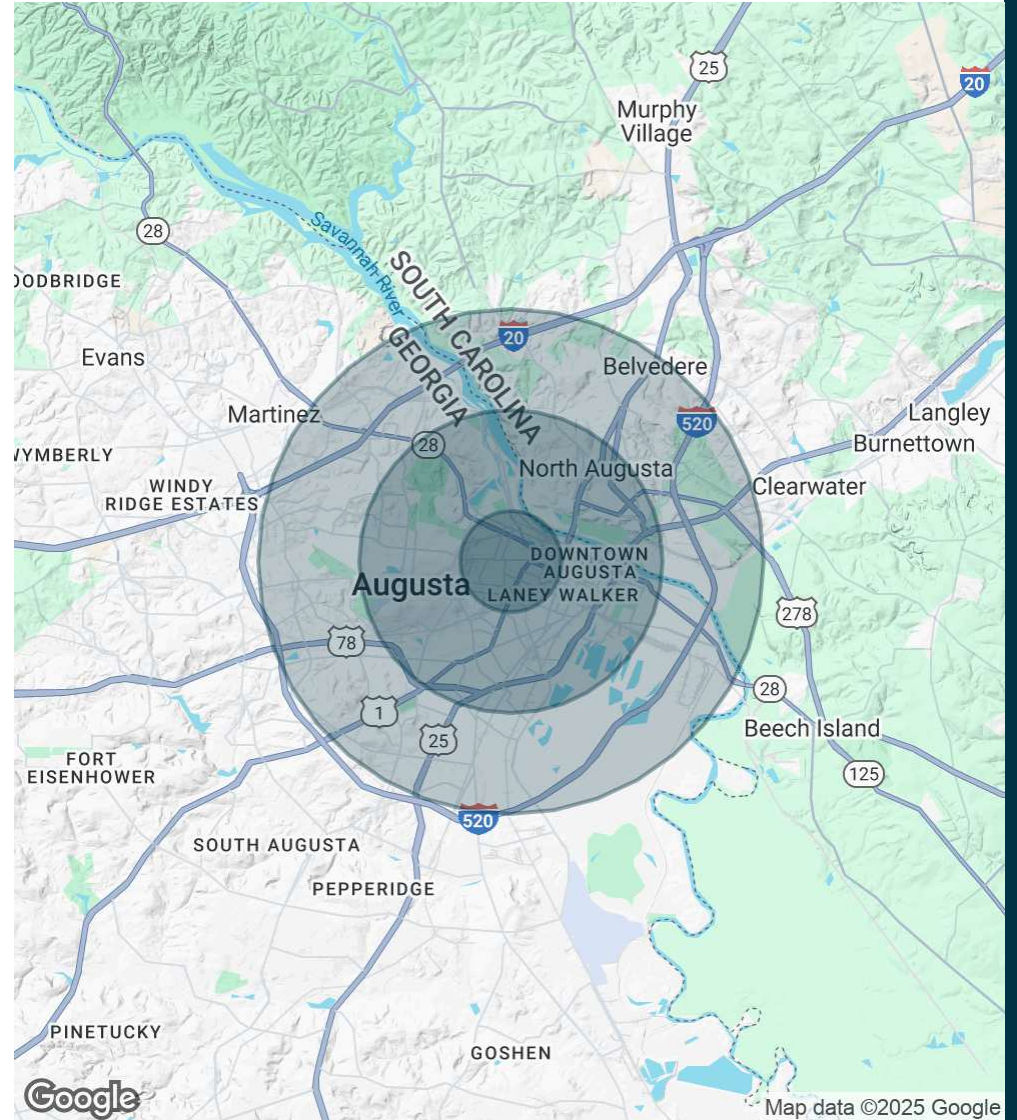 25
20
Murphy
Village
28
Savannah River
SOUTH CAROLINA
GEORGIA
OODBRIDGE
20
Evans
Belvedere
Martinez
520
Langley
28
Burnettown
WYMBERLY
North Augusta
WINDY
RIDGE ESTATES
Clearwater
DOWNTOWN
AUGUSTA
Augusta
LANEY WALKER
278
78
28
1
Beech Island
25
FORT
EISENHOWER
125
520
SOUTH AUGUSTA
PEPPERIDGE
PINETUCKY
GOSHEN
Google
Map data ©2025 Google